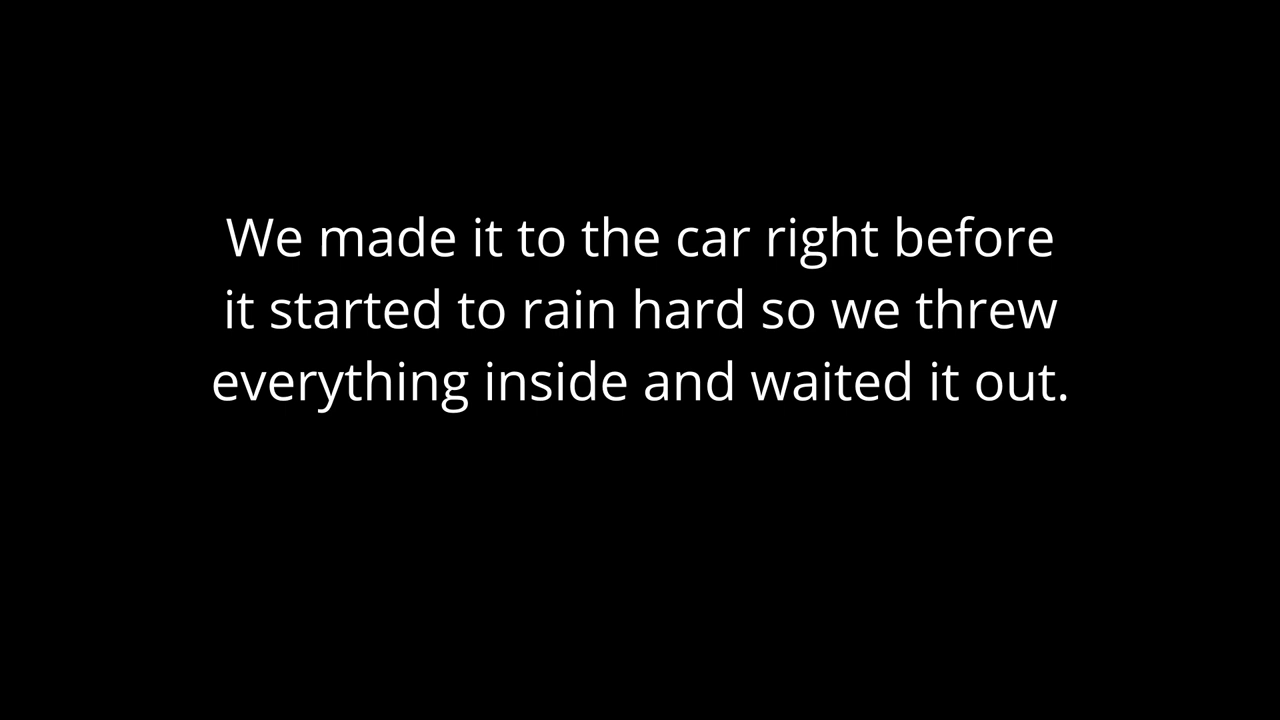 We made it to the car right before
it started to rain hard so we threw
everything inside and waited it out.